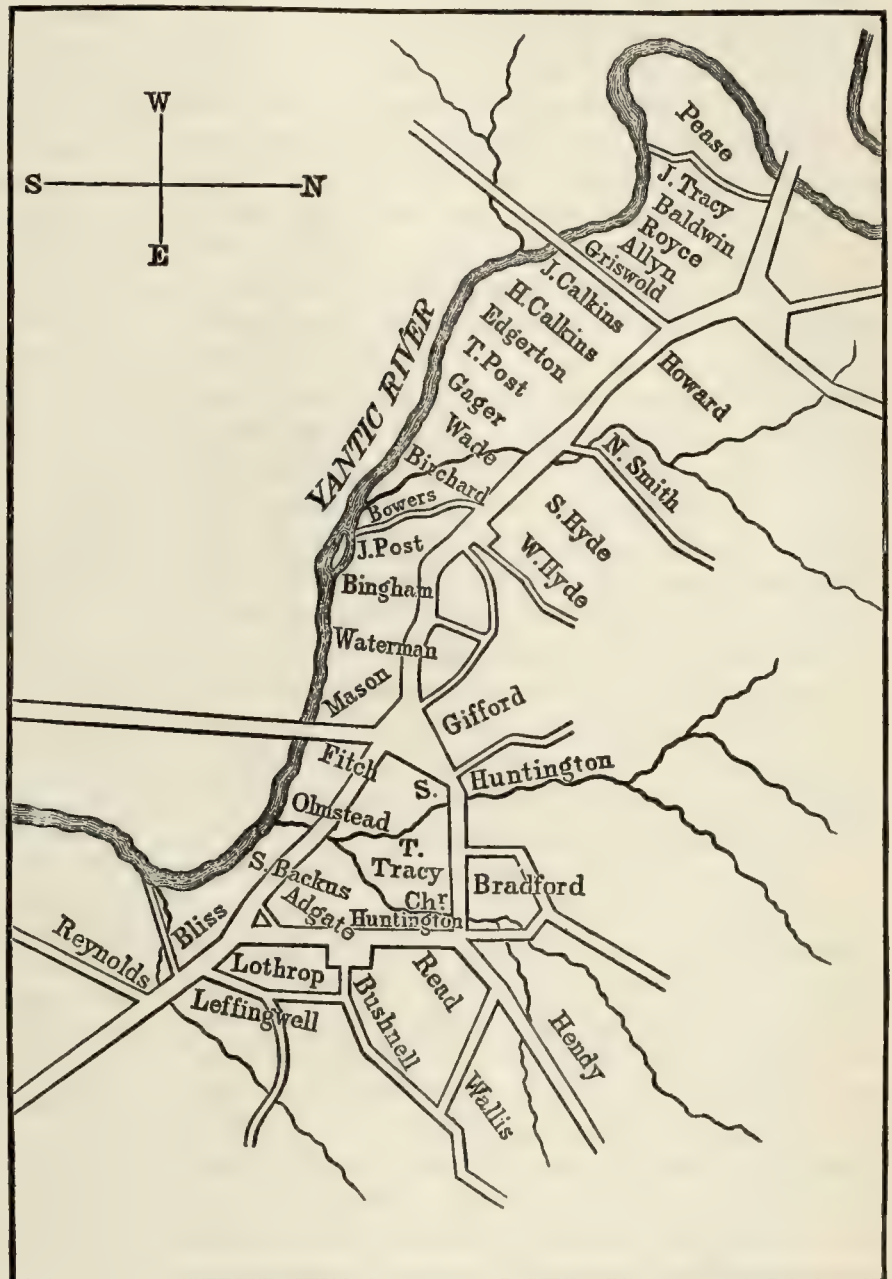 W
S
N
E
YANTIC RIVER
Pease
J. Tracy
Baldwin
Royce
Allyn
Griswold
J. Calkins
H. Calkins
Edgerton
T. Post
Gager
Wade
Birchard
Bowers
J. Post
Bingham
Waterman
Mason
Howard
N. Smith
S. Hyde
W. Hyde
Gifford
S. Huntington
Fitch
Olmstead
T.
Tracy
Chr.
Huntington
Bradford
S. Backus
Adgate
Bliss
Reynolds
Lothrop
Leffingwell
Bushnell
Read
Wallis
Hendy